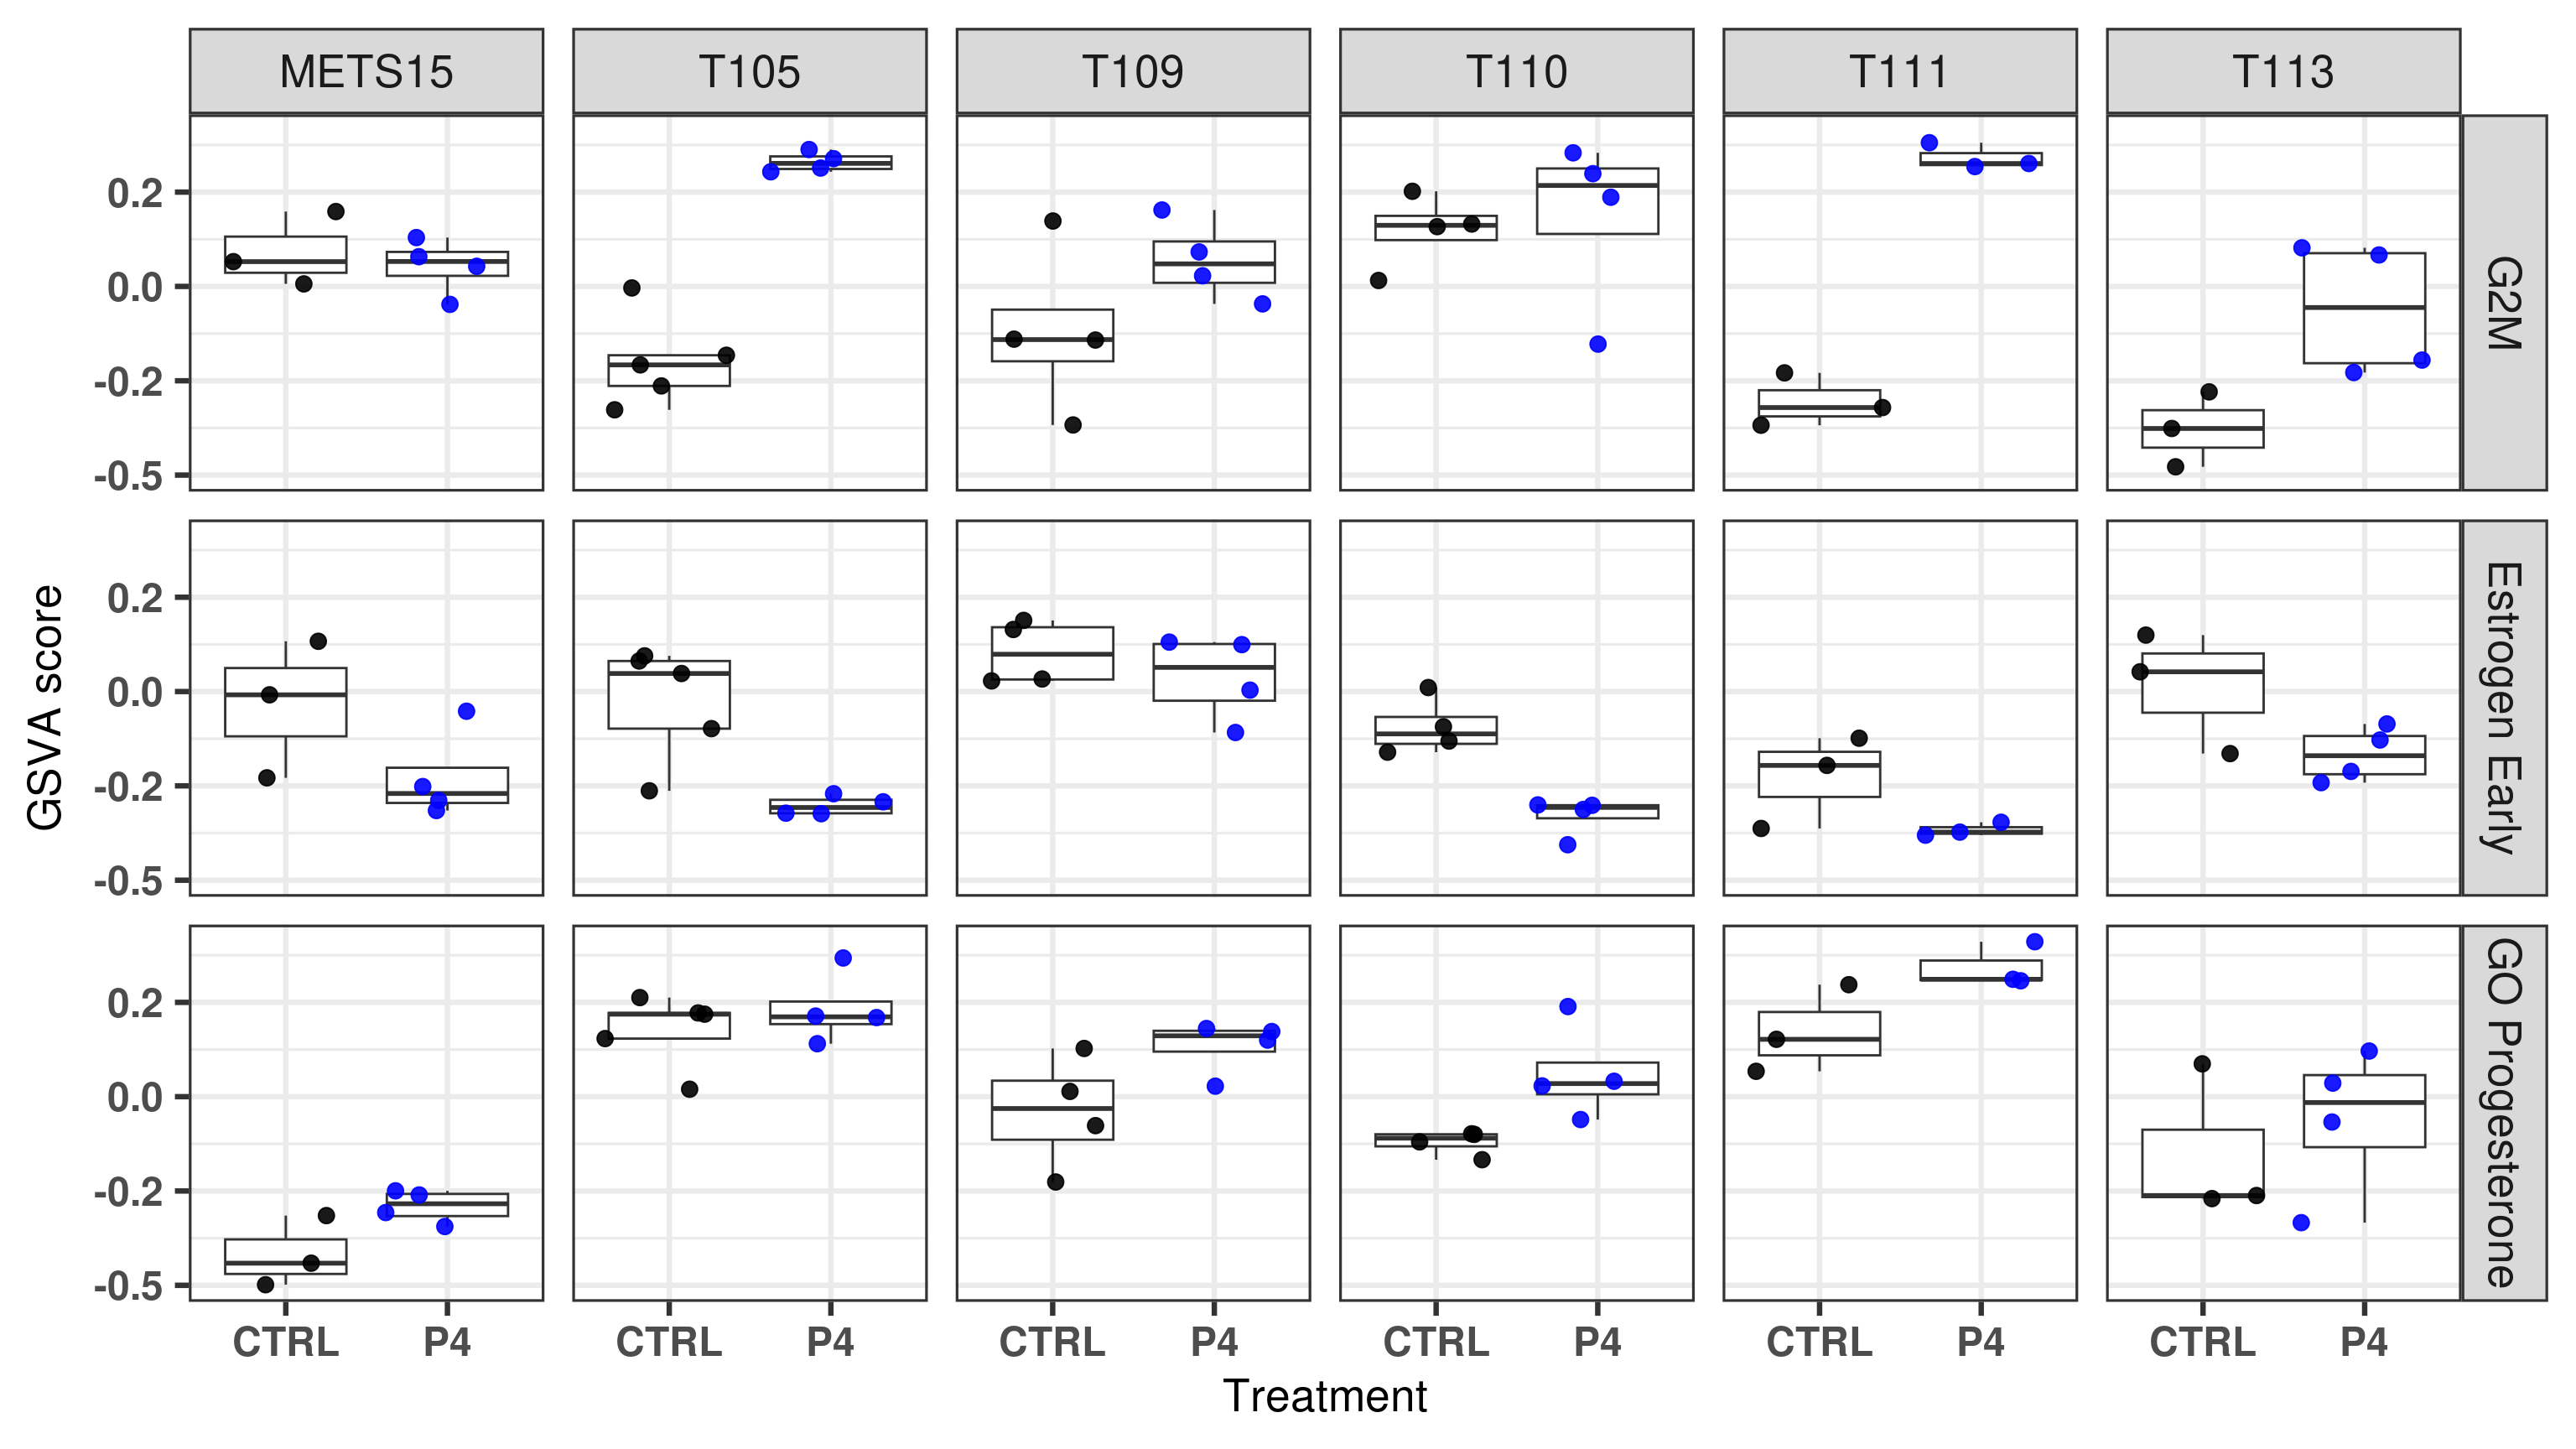 METS15 T105 T109 T110 T111 T113
0.2
0.0
-0.2
-0.5
G2M
0.2
0.0
-0.2
-0.5
Estrogen Early
0.2
0.0
-0.2
-0.5
GO Progesterone
GSVA score
CTRL P4 CTRL P4 CTRL P4 CTRL P4 CTRL P4 CTRL P4
Treatment